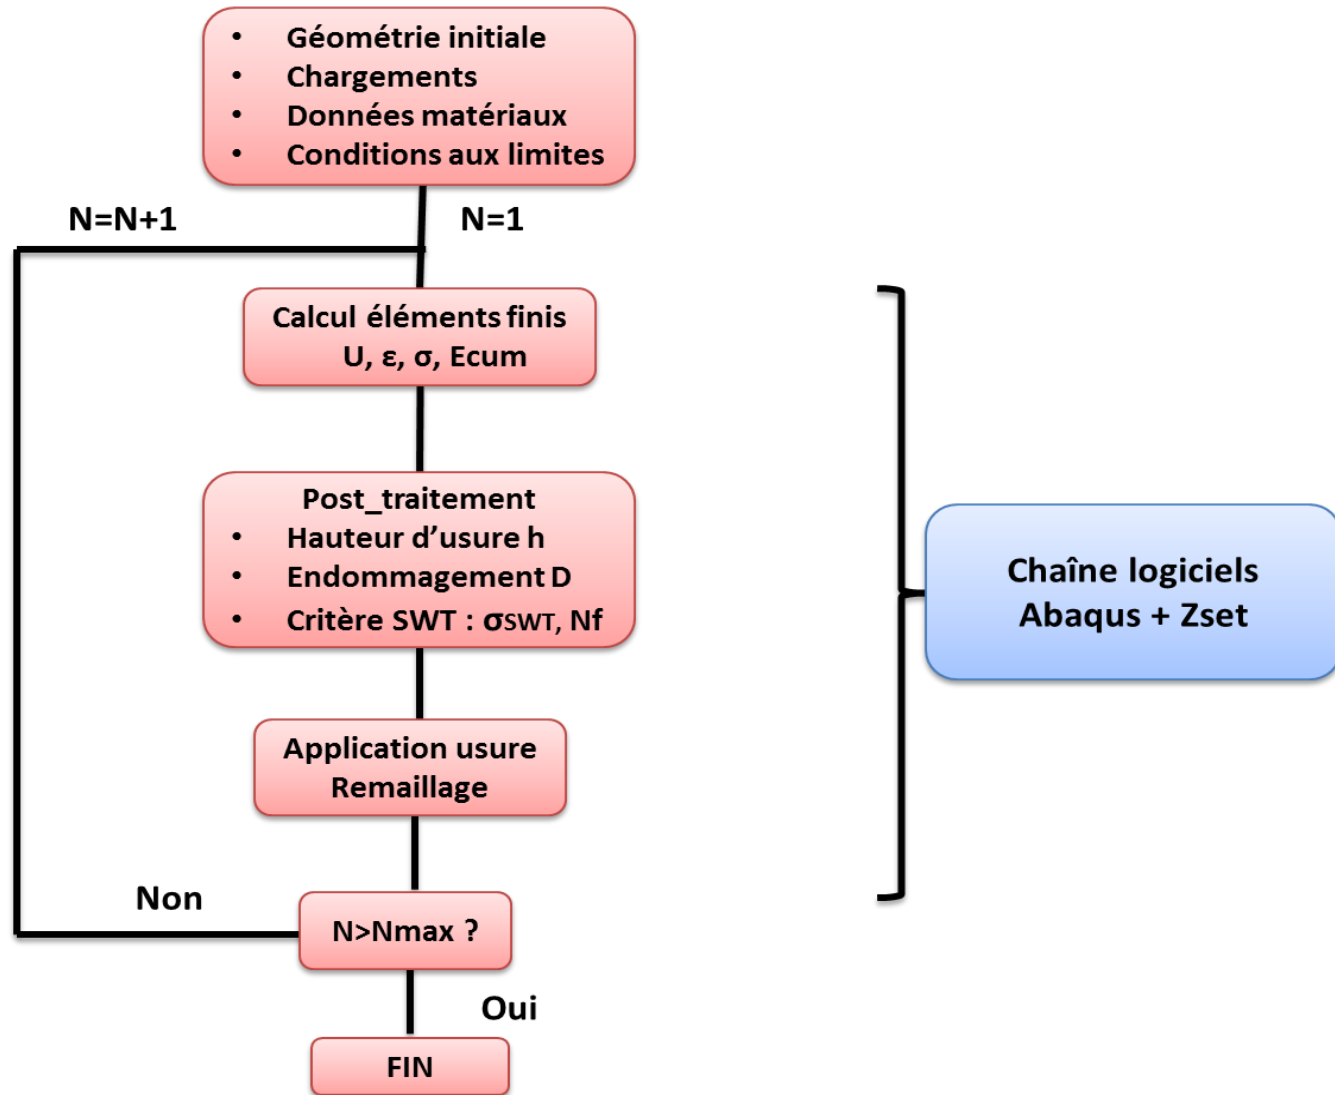 • Géométrie initiale
• Chargements
• Données matériaux
• Conditions aux limites
N=N+1
N=1
Calcul éléments finis
U, ε, σ, Ecum
Post_traitement
• Hauteur d’usure h
• Endommagement D
• Critère SWT : σSWT, Nf
Chaîne logiciels
Abaqus + Zset
Application usure
Remaillage
Non
N>Nmax ?
Oui
FIN